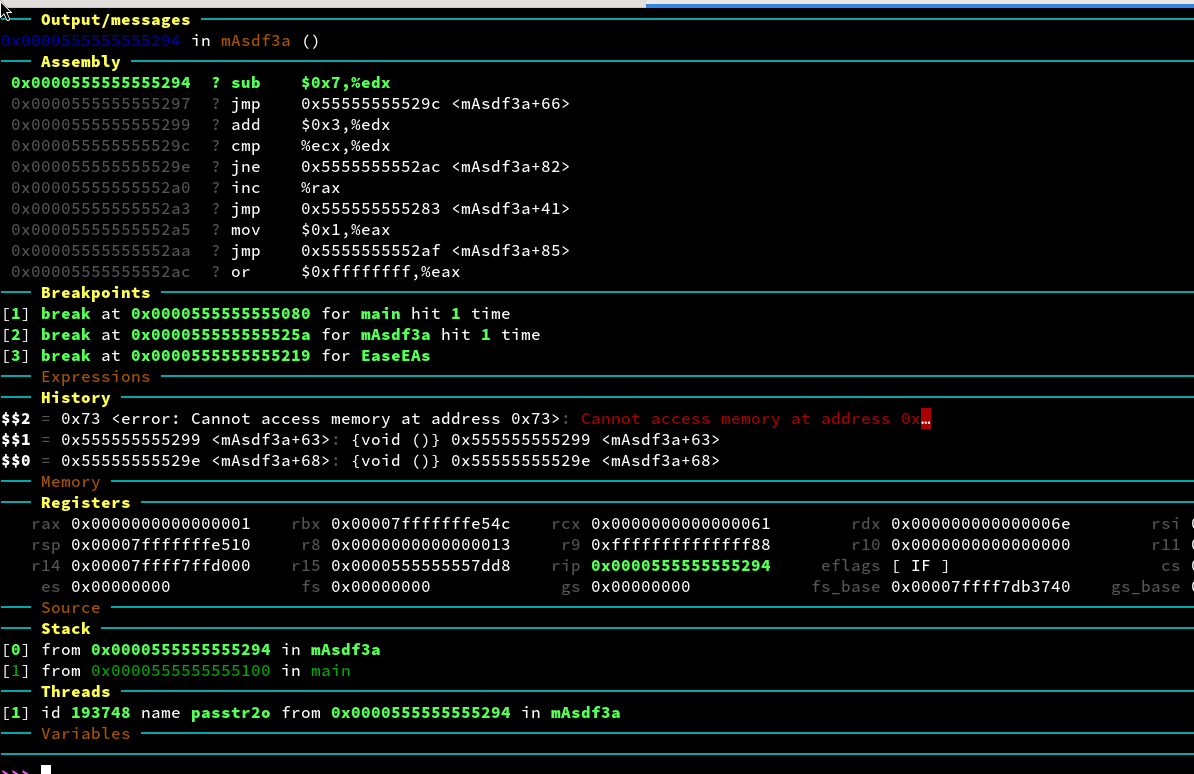 Output/messages
0x0000555555555294 in mAsdf3a ()
Assembly
0x0000555555555294 ? sub $0x7,%edx
0x0000555555555297 ? jmp 0x55555555529c <mAsdf3a+66>
0x0000555555555299 ? add $0x3,%edx
0x000055555555529c ? cmp %ecx,%edx
0x000055555555529e ? jne 0x5555555552ac <mAsdf3a+82>
0x00005555555552a0 ? inc %rax
0x00005555555552a3 ? jmp 0x555555555283 <mAsdf3a+41>
0x00005555555552a5 ? mov $0x1,%eax
0x00005555555552aa ? jmp 0x5555555552af <mAsdf3a+85>
0x00005555555552ac ? or $0xffffffff,%eax
Breakpoints
[1] break at 0x0000555555555080 for main hit 1 time
[2] break at 0x000055555555525a for mAsdf3a hit 1 time
[3] break at 0x0000555555555219 for EaseEAs
Expressions
History
$$2 = 0x73 <error: Cannot access memory at address 0x73>: Cannot access memory at address 0x…
$$1 = 0x555555555299 <mAsdf3a+63>: {void ()} 0x555555555299 <mAsdf3a+63>
$$0 = 0x55555555529e <mAsdf3a+68>: {void ()} 0x55555555529e <mAsdf3a+68>
Memory
Registers
rax 0x0000000000000001 rbx 0x00007fffffffe54c rcx 0x0000000000000061 rdx 0x000000000000006e rsi
rsp 0x00007fffffffe510 r8 0x0000000000000013 r9 0xffffffffffffff88 r10 0x0000000000000000 r11
r14 0x00007ffff7ffd000 r15 0x0000555555557dd8 rip 0x0000555555555294 eflags [ IF ] cs
es 0x00000000 fs 0x00000000 gs 0x00000000 fs_base 0x00007ffff7db3740 gs_base
Source
Stack
[0] from 0x0000555555555294 in mAsdf3a
[1] from 0x0000555555555100 in main
Threads
[1] id 193748 name passtr2o from 0x0000555555555294 in mAsdf3a
Variables
>>>